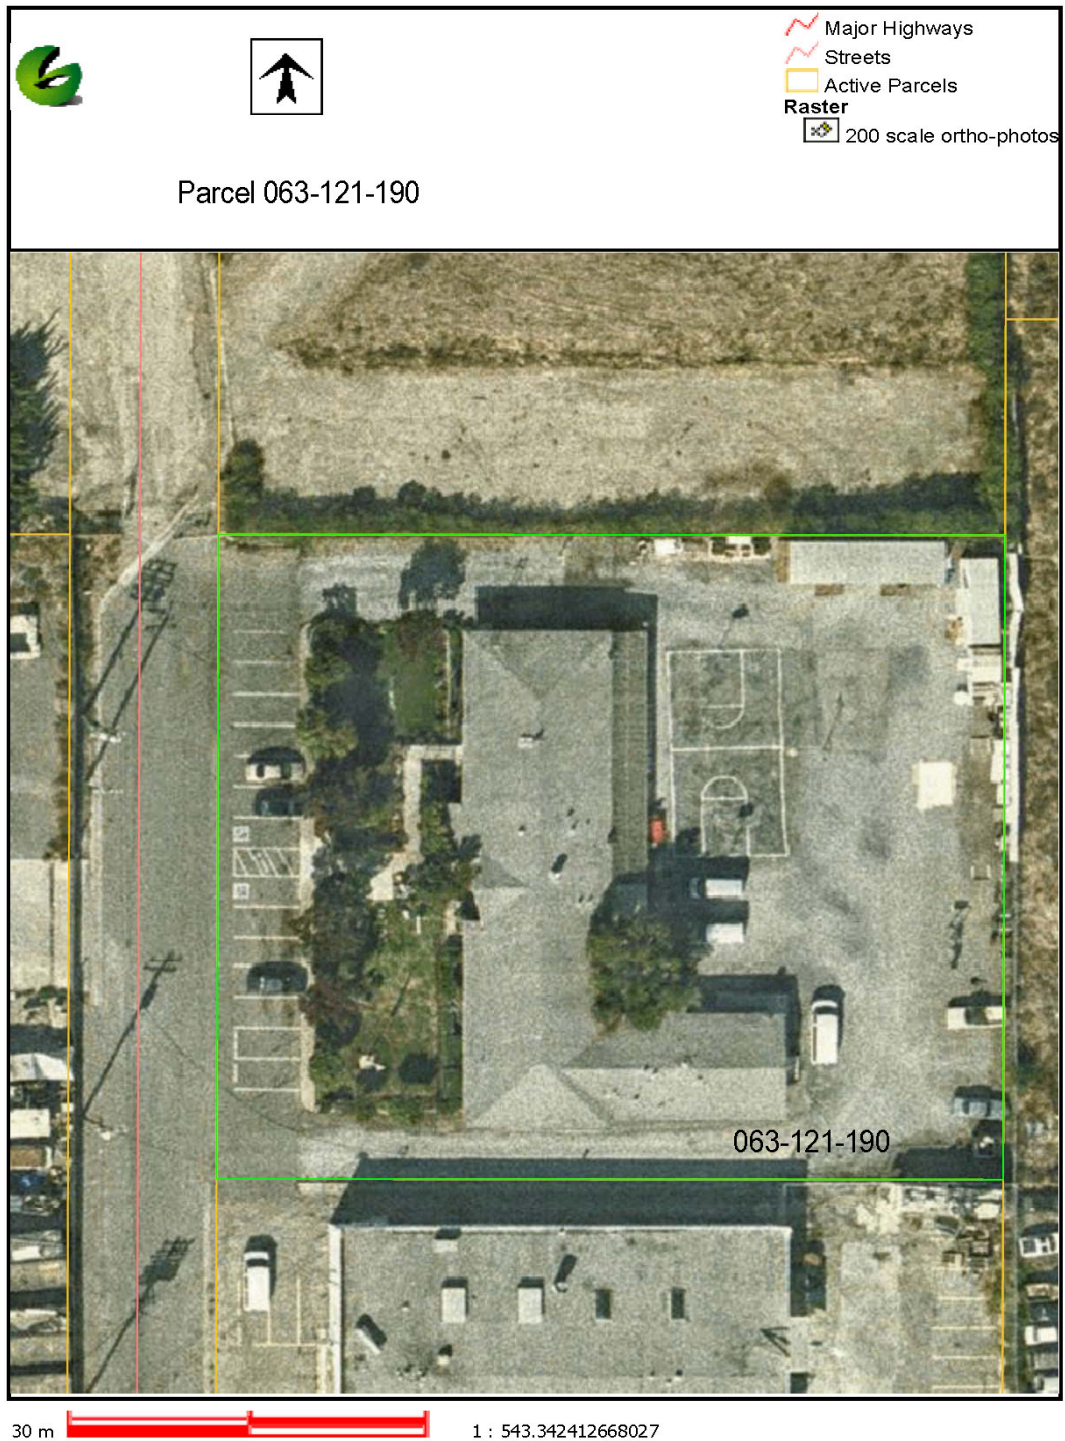 Major Highways
Streets
Active Parcels
Raster
200 scale ortho-photos
Parcel 063-121-190
063-121-190
30 m
1 : 543.342412668027